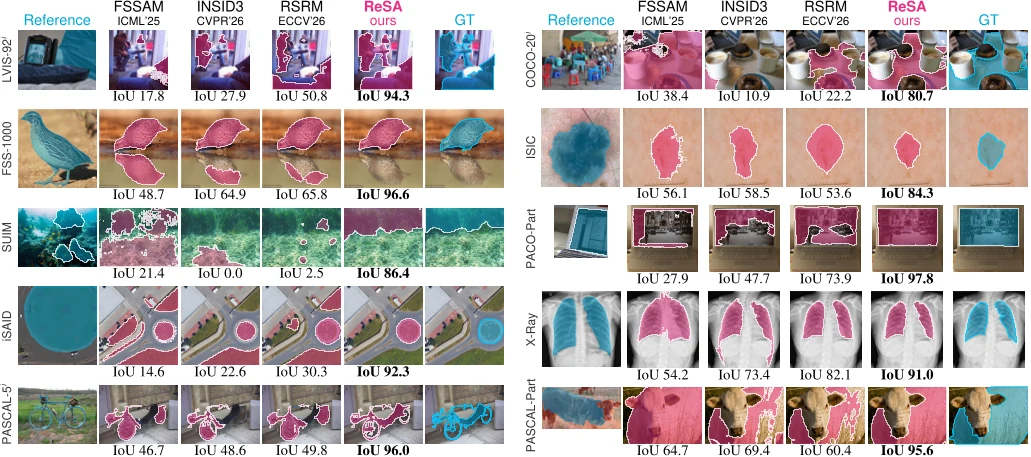 Reference FSSAM ICML'25 INSID3 CVPR'26 RSRM ECCV'26 ReSA ours GT
LVIS-92i
IoU 17.8 IoU 27.9 IoU 50.8 IoU 94.3
FSS-1000
IoU 48.7 IoU 64.9 IoU 65.8 IoU 96.6
SUIM
IoU 21.4 IoU 0.0 IoU 2.5 IoU 86.4
iSAID
IoU 14.6 IoU 22.6 IoU 30.3 IoU 92.3
PASCAL-5i
IoU 46.7 IoU 48.6 IoU 49.8 IoU 96.0
Reference FSSAM ICML'25 INSID3 CVPR'26 RSRM ECCV'26 ReSA ours GT
COCO-20i
IoU 38.4 IoU 10.9 IoU 22.2 IoU 80.7
ISIC
IoU 56.1 IoU 58.5 IoU 53.6 IoU 84.3
PACO-Part
IoU 27.9 IoU 47.7 IoU 73.9 IoU 97.8
X-Ray
IoU 54.2 IoU 73.4 IoU 82.1 IoU 91.0
PASCAL-Part
IoU 64.7 IoU 69.4 IoU 60.4 IoU 95.6